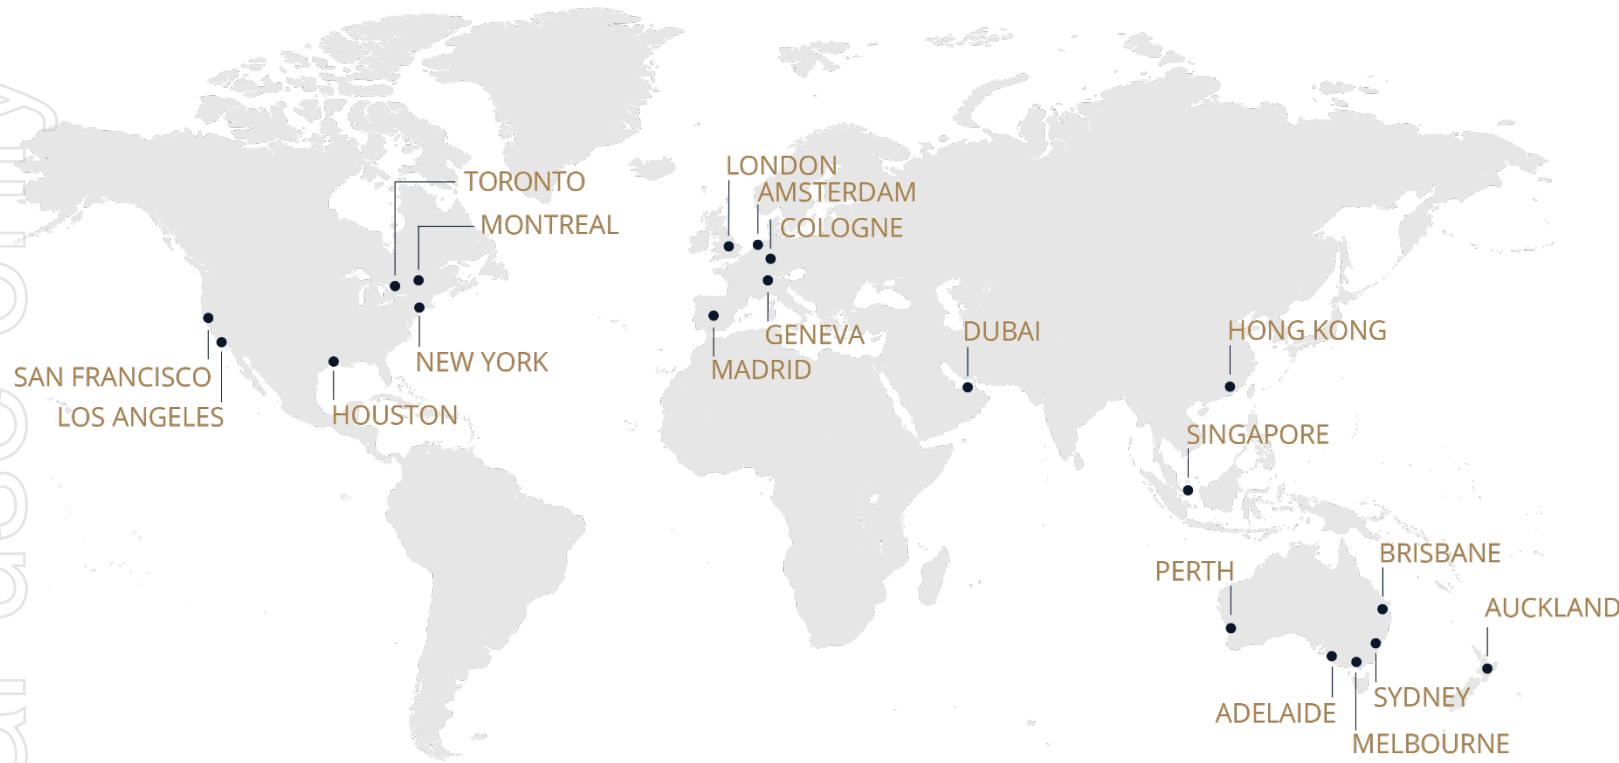 LONDON
TORONTO
AMSTERDAM
MONTREAL
COLOGNE
GENEVA
DUBAI
HONG KONG
NEW YORK
MADRID
SAN FRANCISCO
LOS ANGELES
HOUSTON
SINGAPORE
BRISBANE
PERTH
AUCKLAND
SYDNEY
ADELAIDE
MELBOURNE